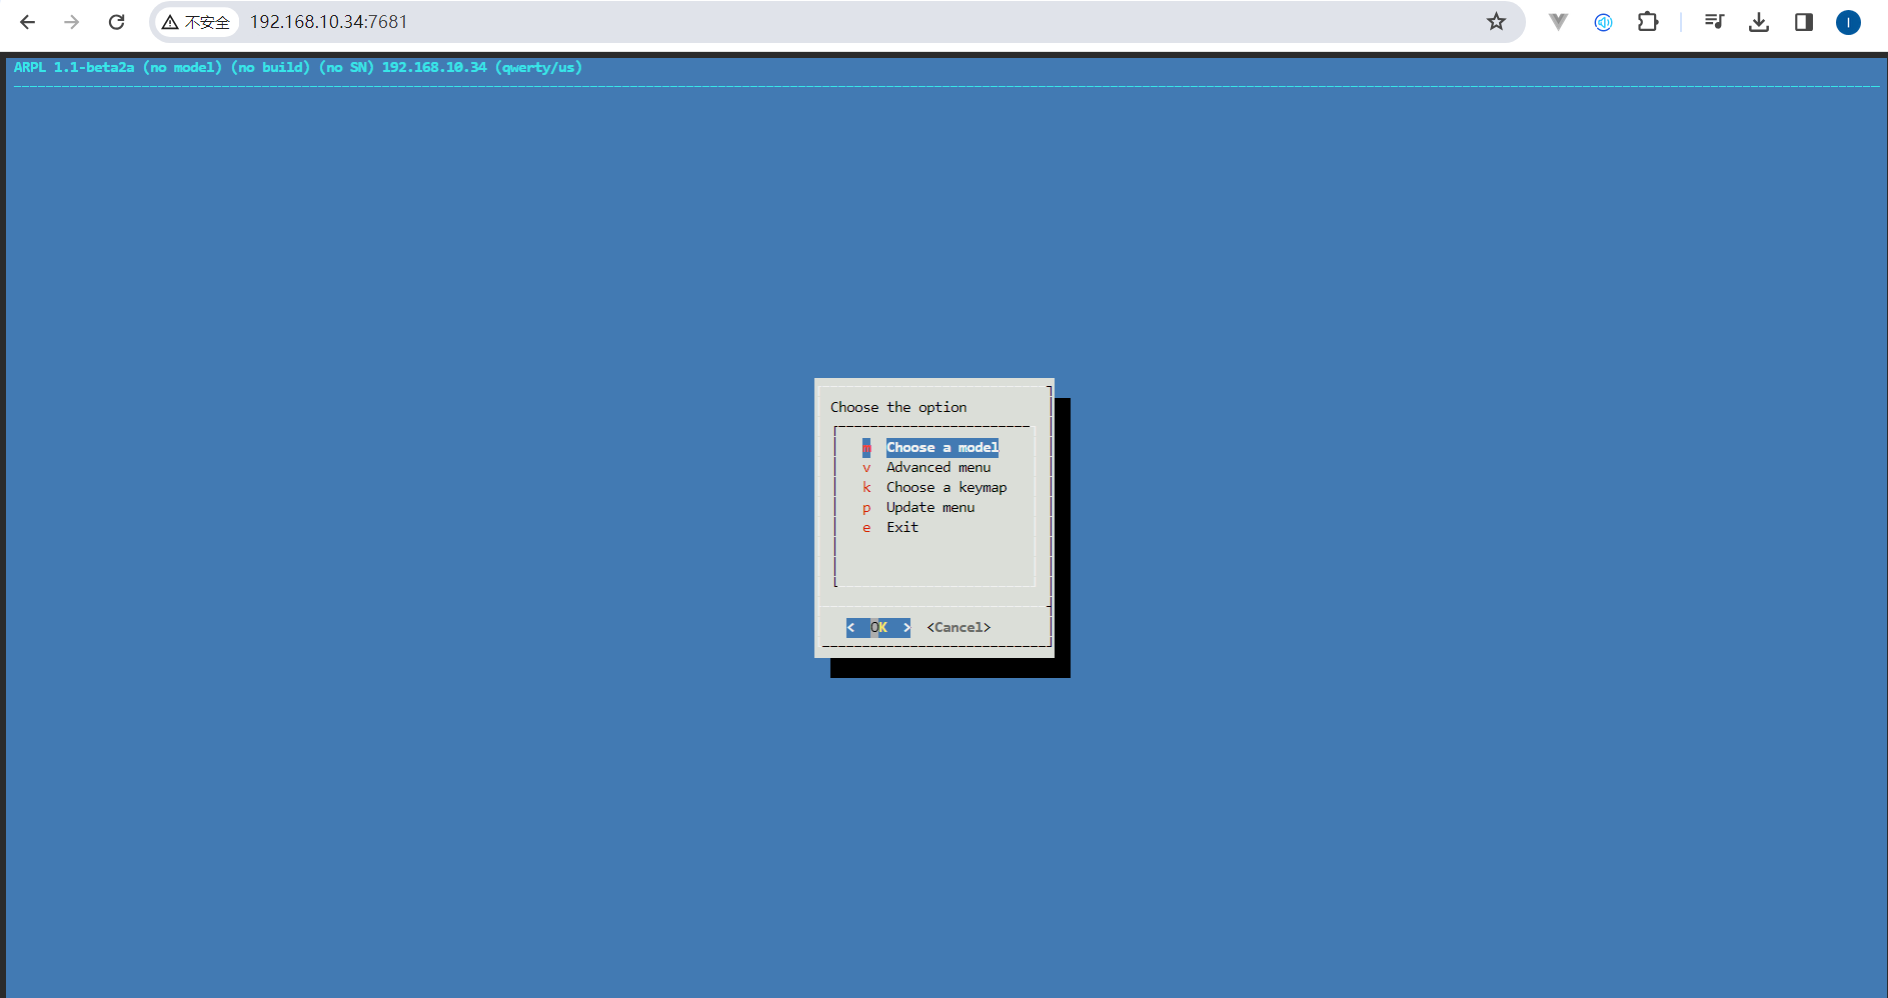 不安全 192.168.10.34:7681
I
ARPL 1.1-beta2a (no model) (no build) (no SN) 192.168.10.34 (qwerty/us)
Choose the option
m Choose a model
v Advanced menu
k Choose a keymap
p Update menu
e Exit
< OK > <Cancel>